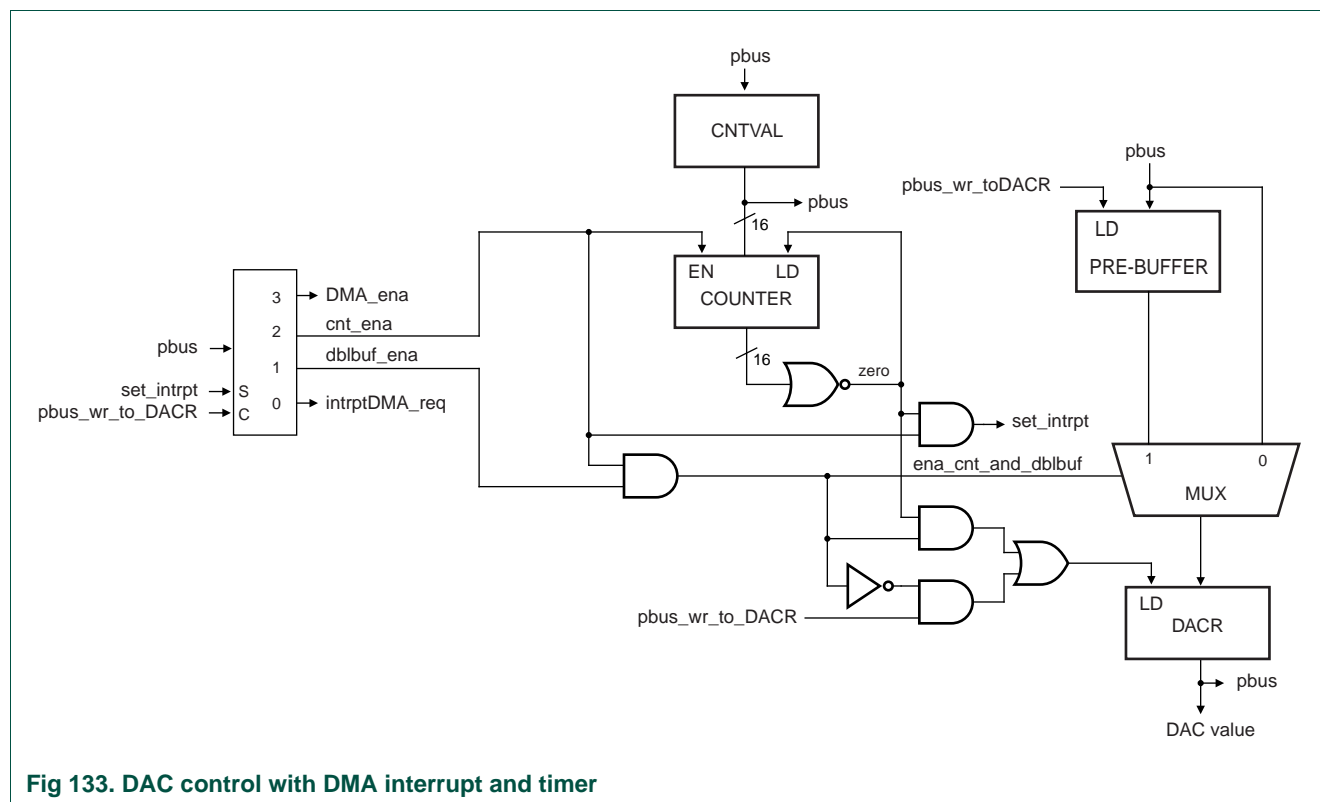 pbus
CNTVAL
pbus
16
pbus
pbus_wr_toDACR
LD
PRE-BUFFER
EN LD
COUNTER
16
zero
3 DMA_ena
2 cnt_ena
1 dblbuf_ena
0 intrptDMA_req
pbus
set_intrpt S
pbus_wr_to_DACR C
set_intrpt
ena_cnt_and_dblbuf
1 0
MUX
pbus_wr_to_DACR
LD
DACR
pbus
DAC value
Fig 133. DAC control with DMA interrupt and timer